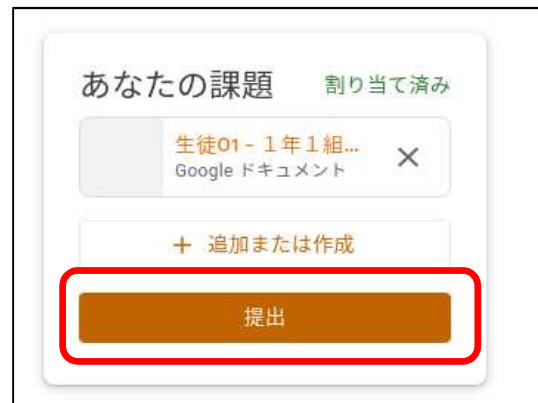 あなたの課題 割り当て済み
生徒01 - １年１組...
Google ドキュメント
＋ 追加または作成
提出